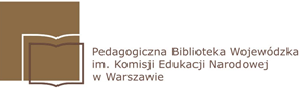 Pedagogiczna Biblioteka Wojewódzka
im. Komisji Edukacji Narodowej
w Warszawie